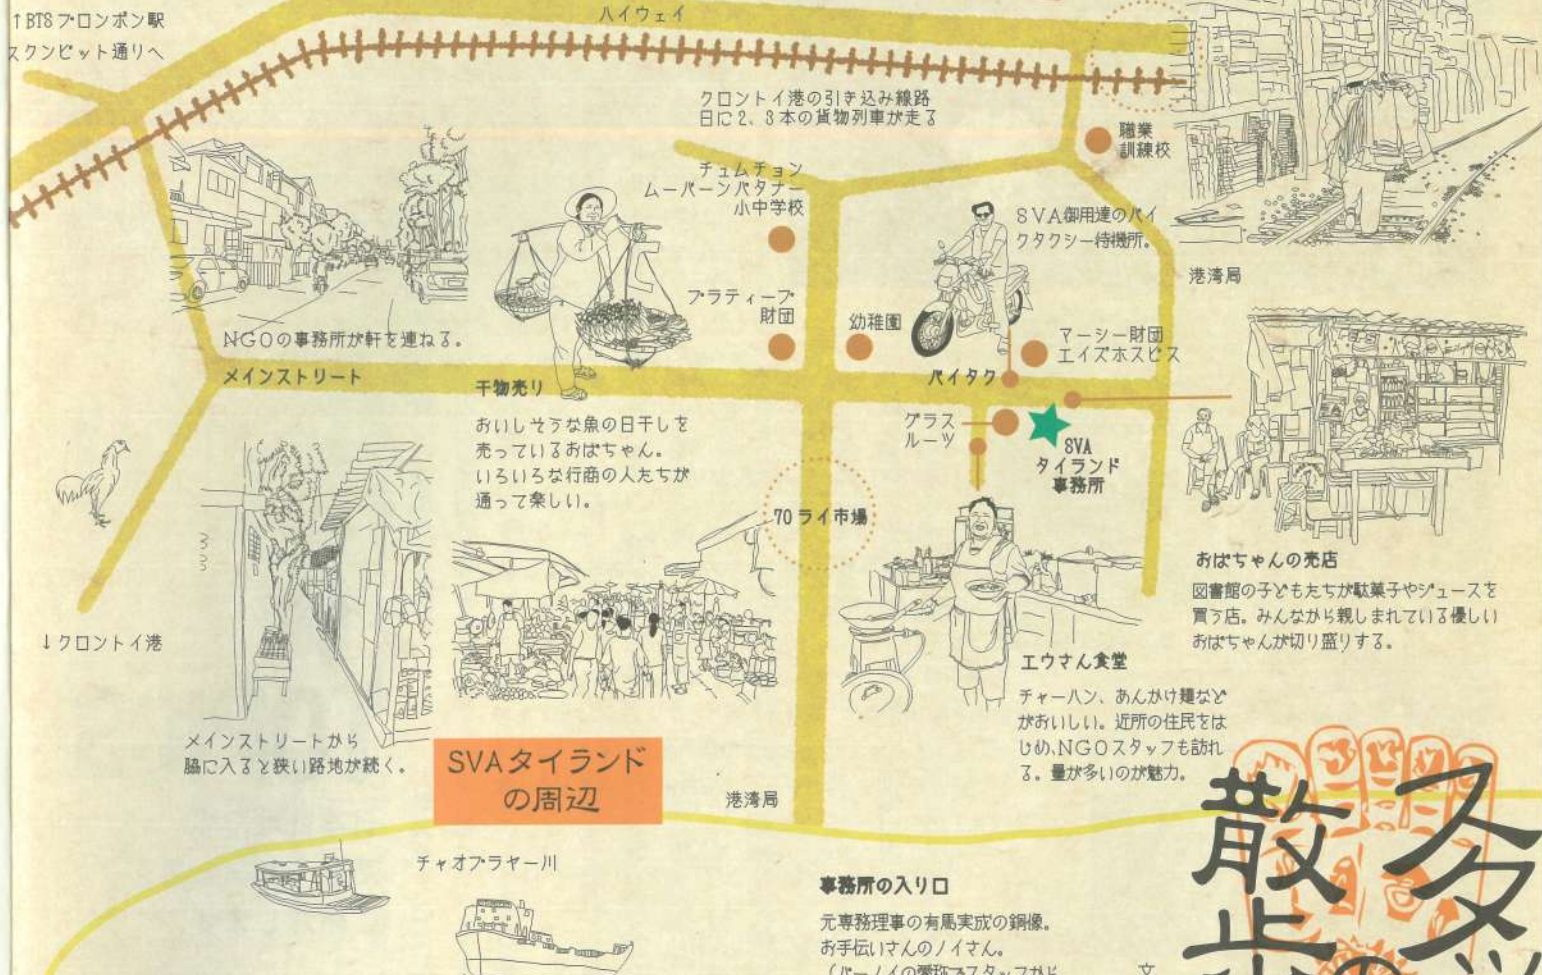 ↑BTSプロンポン駅
スクンビット通りへ
ハイウェイ
クロントイ港の引き込み線路
日に2、3本の貨物列車が走る
職業
訓練校
チュムチョン
ムーバーンパタナー
小中学校
SVA御用達のバイ
クタクシー待機所。
港湾局
プラティープ
財団
幼稚園
マーシー財団
エイズホスピス
NGOの事務所が軒を連ねる。
メインストリート
バイタク
干物売り
おいしそうな魚の日干しを
売っているおばちゃん。
いろいろな行商の人たちが
通って楽しい。
グラス
ルーツ
SVA
タイランド
事務所
70ライ市場
おばちゃんの売店
図書館の子どもたちが駄菓子やジュースを
買う店。みんなから親しまれている優しい
おばちゃんが切り盛りする。
↓クロントイ港
エウさん食堂
チャーハン、あんかけ麺など
がおいしい。近所の住民をは
じめ、NGOスタッフも訪れ
る。量が多いのが魅力。
メインストリートから
脇に入ると狭い路地が続く。
SVAタイランド
の周辺
港湾局
チャオプラヤー川
事務所の入り口
元専務理事の有馬実成の銅像。
お手伝いさんのノイさん。
スタッ
散歩
の
文